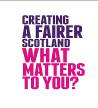 CREATING
A FAIRER
SCOTLAND
WHAT
MATTERS
TO YOU?